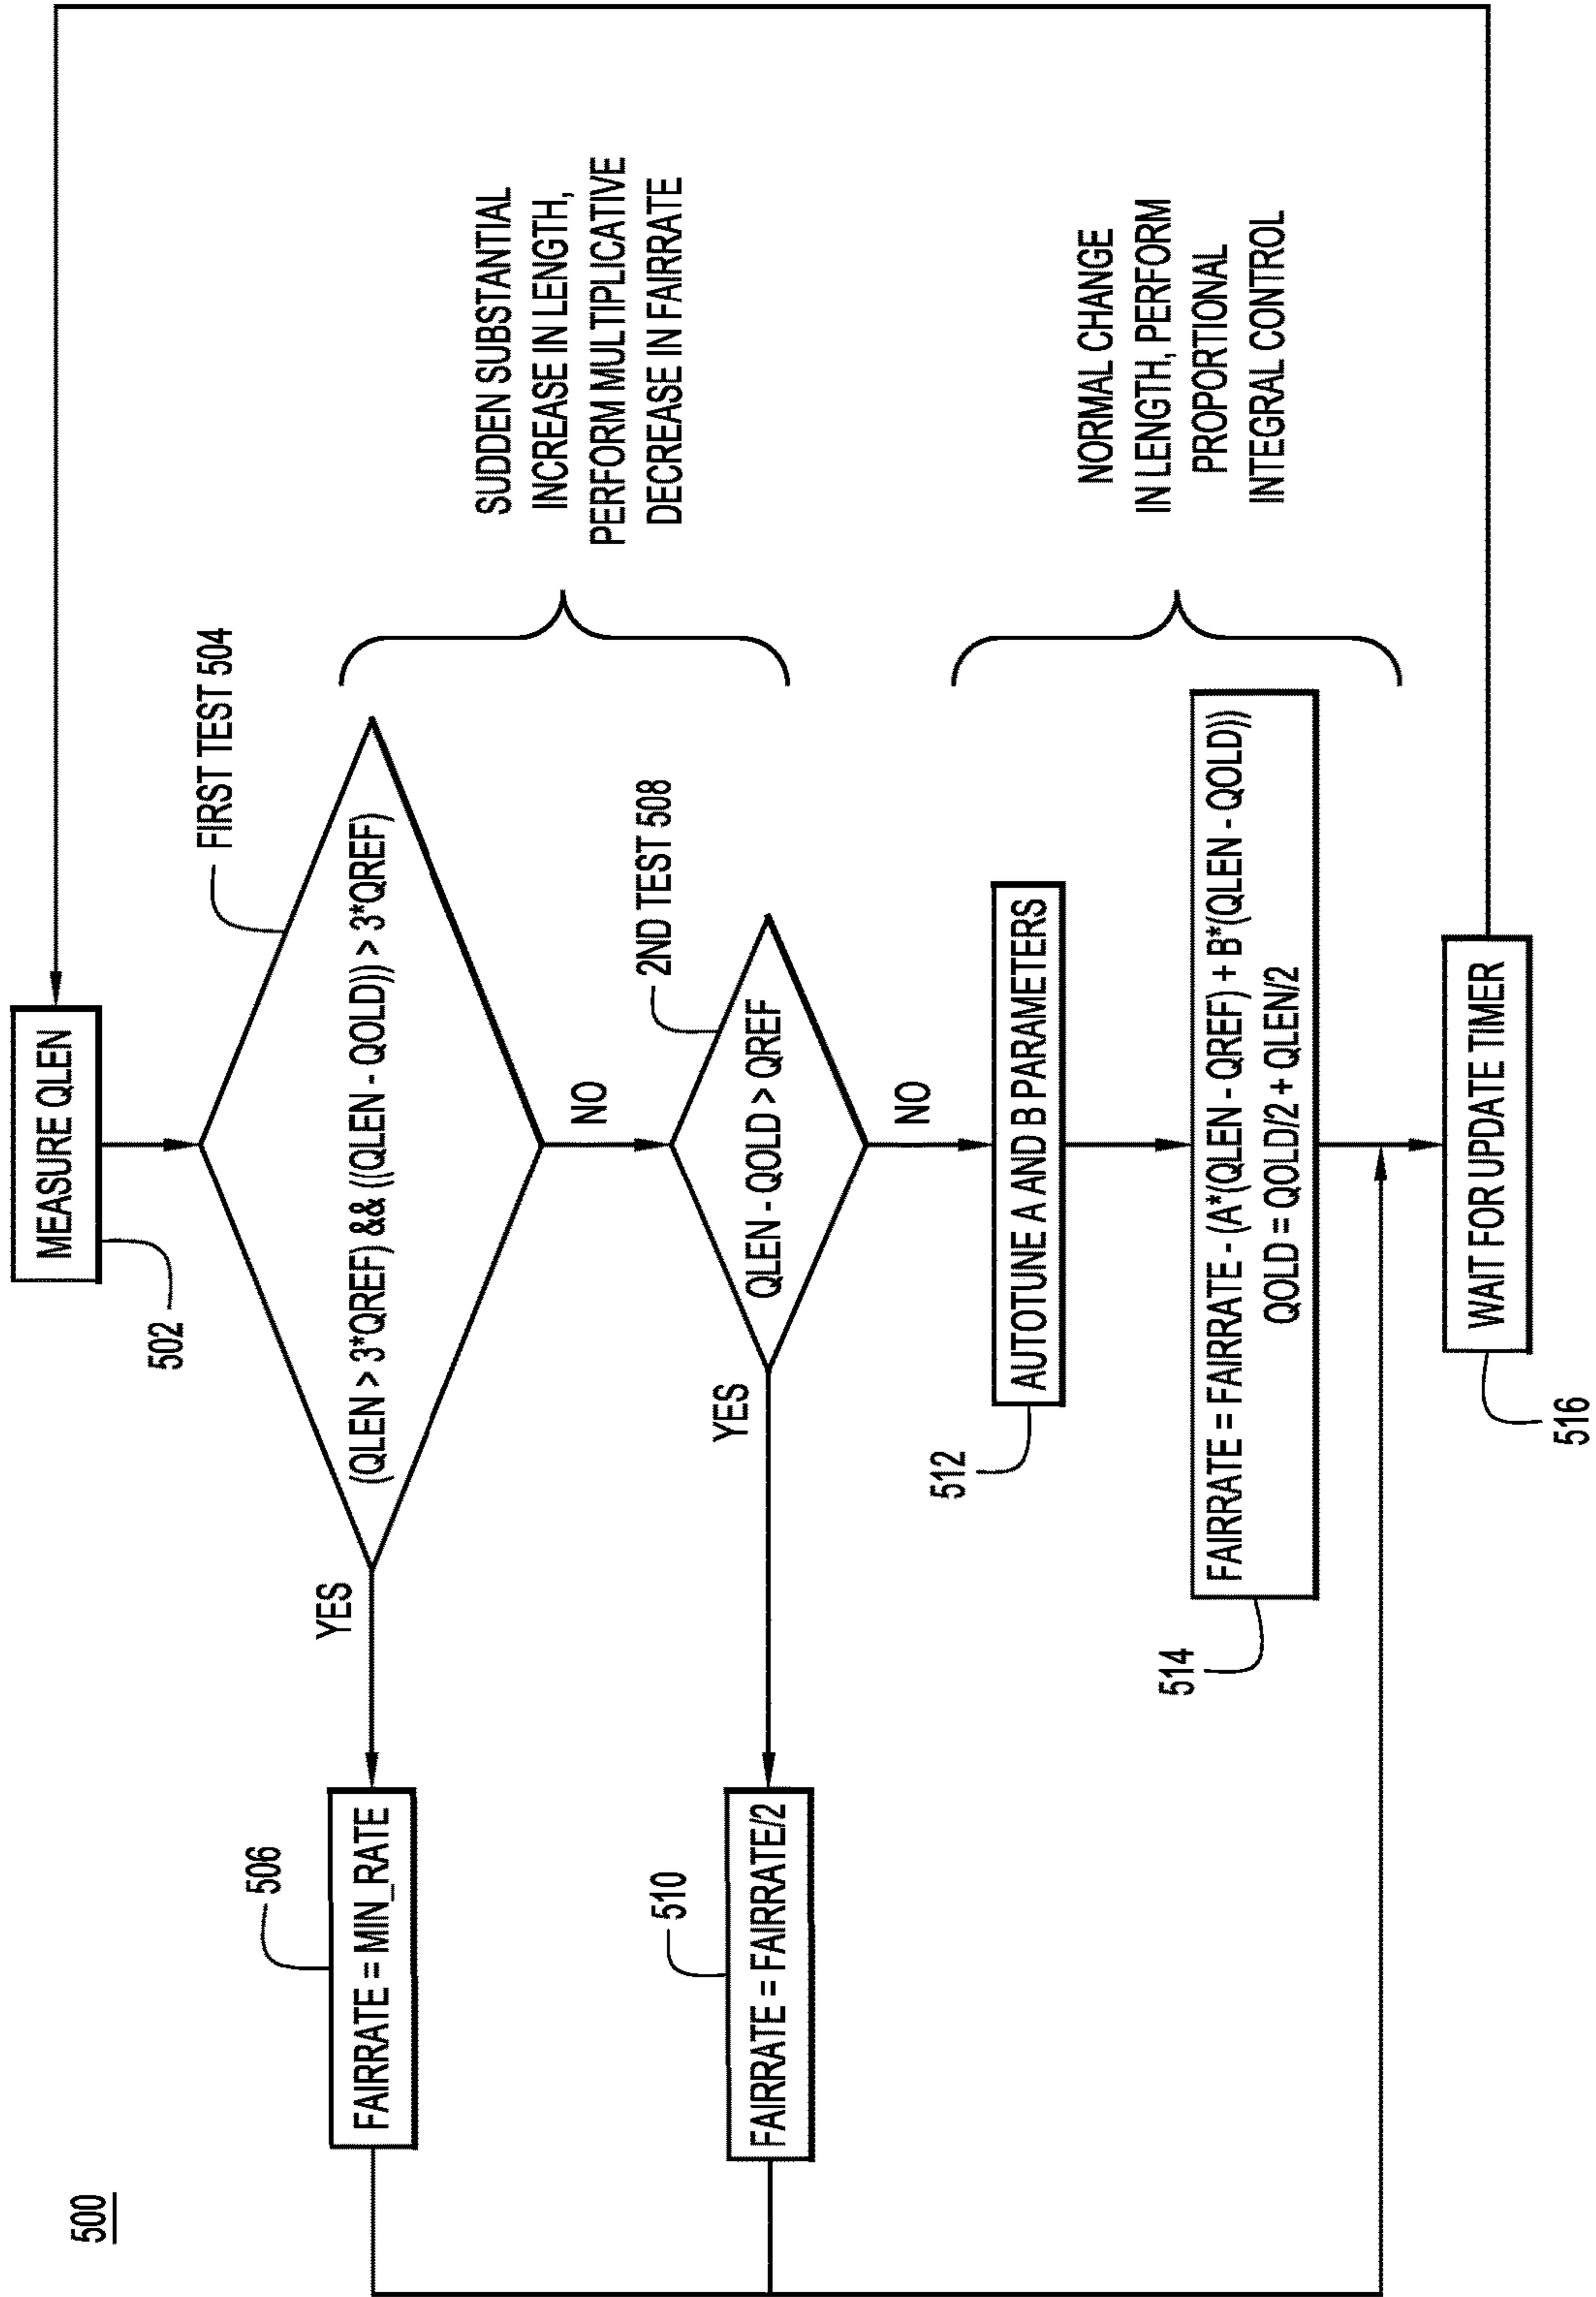 500
MEASURE QLEN
502
FIRST TEST 504
(QLEN > 3*QREF) && ((QLEN - QOLD)) > 3*QREF)
YES
NO
506
FAIRRATE = MIN_RATE
SUDDEN SUBSTANTIAL
INCREASE IN LENGTH,
PERFORM MULTIPLICATIVE
DECREASE IN FAIRRATE
2ND TEST 508
QLEN - QOLD > QREF
YES
NO
510
FAIRRATE = FAIRRATE/2
512
AUTOTUNE A AND B PARAMETERS
NORMAL CHANGE
IN LENGTH, PERFORM
PROPORTIONAL
INTEGRAL CONTROL
514
FAIRRATE = FAIRRATE - (A*(QLEN - QREF) + B*(QLEN - QOLD))
QOLD = QOLD/2 + QLEN/2
WAIT FOR UPDATE TIMER
516